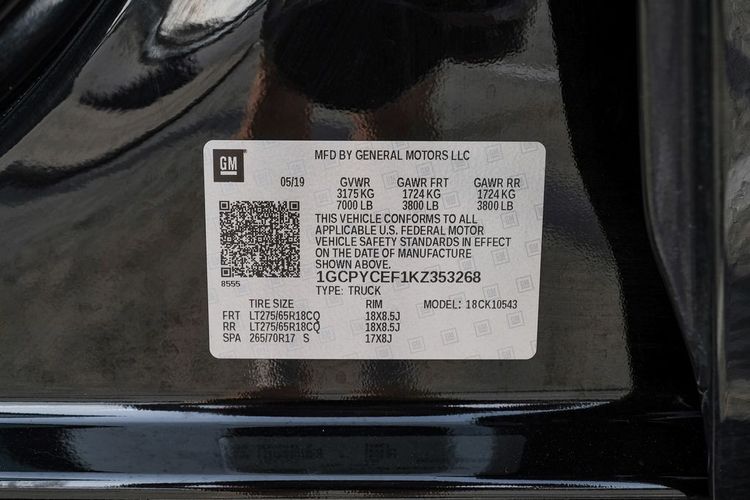 GM
MFD BY GENERAL MOTORS LLC
05/19 GVWR GAWR FRT GAWR RR
3175 KG 1724 KG 1724 KG
7000 LB 3800 LB 3800 LB
THIS VEHICLE CONFORMS TO ALL
APPLICABLE U.S. FEDERAL MOTOR
VEHICLE SAFETY STANDARDS IN EFFECT
ON THE DATE OF MANUFACTURE
SHOWN ABOVE.
8555
1GCPYCEF1KZ353268
TYPE: TRUCK
TIRE SIZE RIM MODEL: 18CK10543
FRT LT275/65R18CQ 18X8.5J
RR LT275/65R18CQ 18X8.5J
SPA 265/70R17 S 17X8J